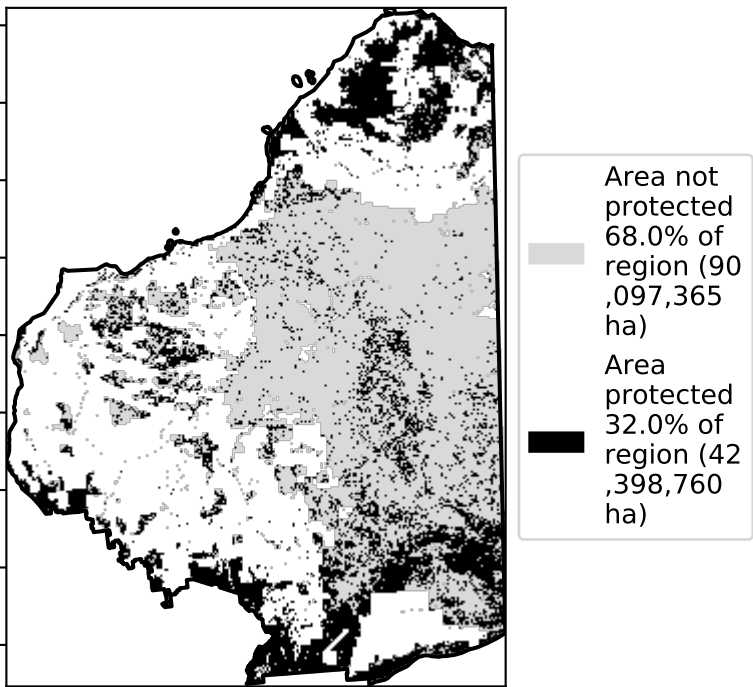 Area not
protected
68.0% of
region (90
,097,365
ha)
Area
protected
32.0% of
region (42
,398,760
ha)